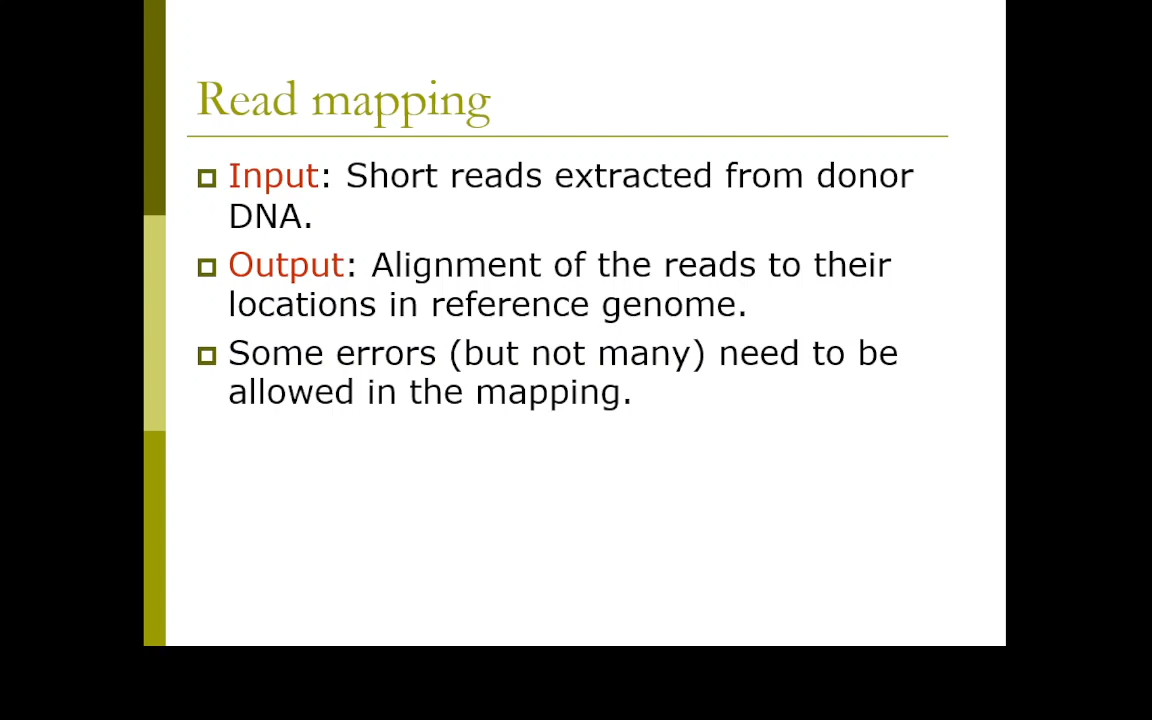 Read mapping
Input: Short reads extracted from donor
DNA.
Output: Alignment of the reads to their
locations in reference genome.
Some errors (but not many) need to be
allowed in the mapping.